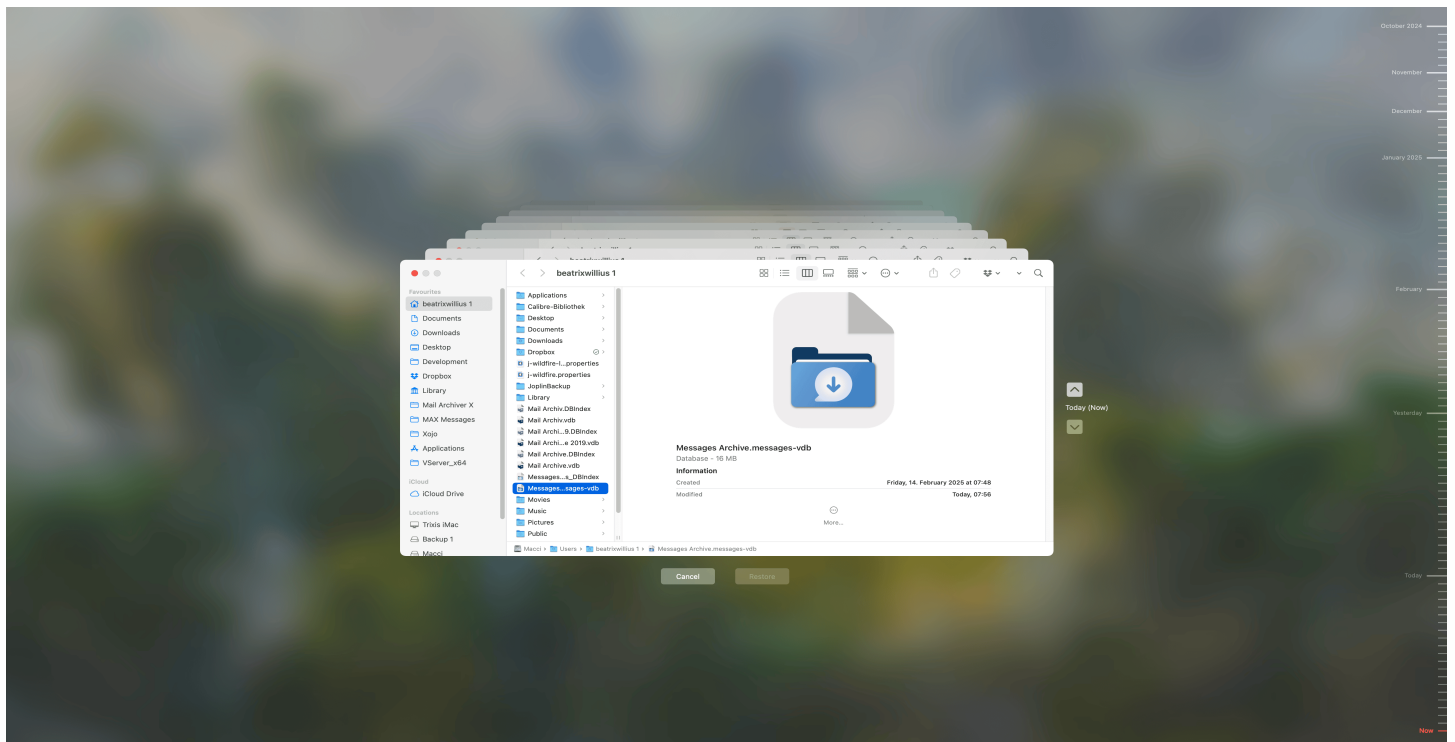 October 2024
November
December
January 2025
February
Yesterday
Today
Now
beatrixwillius 1
Favourites
beatrixwillius 1
Documents
Downloads
Desktop
Development
Dropbox
Library
Mail Archiver X
MAX Messages
Xojo
Applications
VServer_x64
iCloud
iCloud Drive
Locations
Trixis iMac
Backup 1
Macci
Applications
Calibre-Bibliothek
Desktop
Documents
Downloads
Dropbox
j-wildfire-l...properties
j-wildfire.properties
JoplinBackup
Library
Mail Archiv.DBIndex
Mail Archiv.vdb
Mail Archi...9.DBIndex
Mail Archi...e 2019.vdb
Mail Archive.DBIndex
Mail Archive.vdb
Messages...s_DBIndex
Messages...sages-vdb
Movies
Music
Pictures
Public
Messages Archive.messages-vdb
Database - 16 MB
Information
Created Friday, 14. February 2025 at 07:48
Modified Today, 07:56
More...
Macci › Users › beatrixwillius 1 › Messages Archive.messages-vdb
Today (Now)
Cancel
Restore